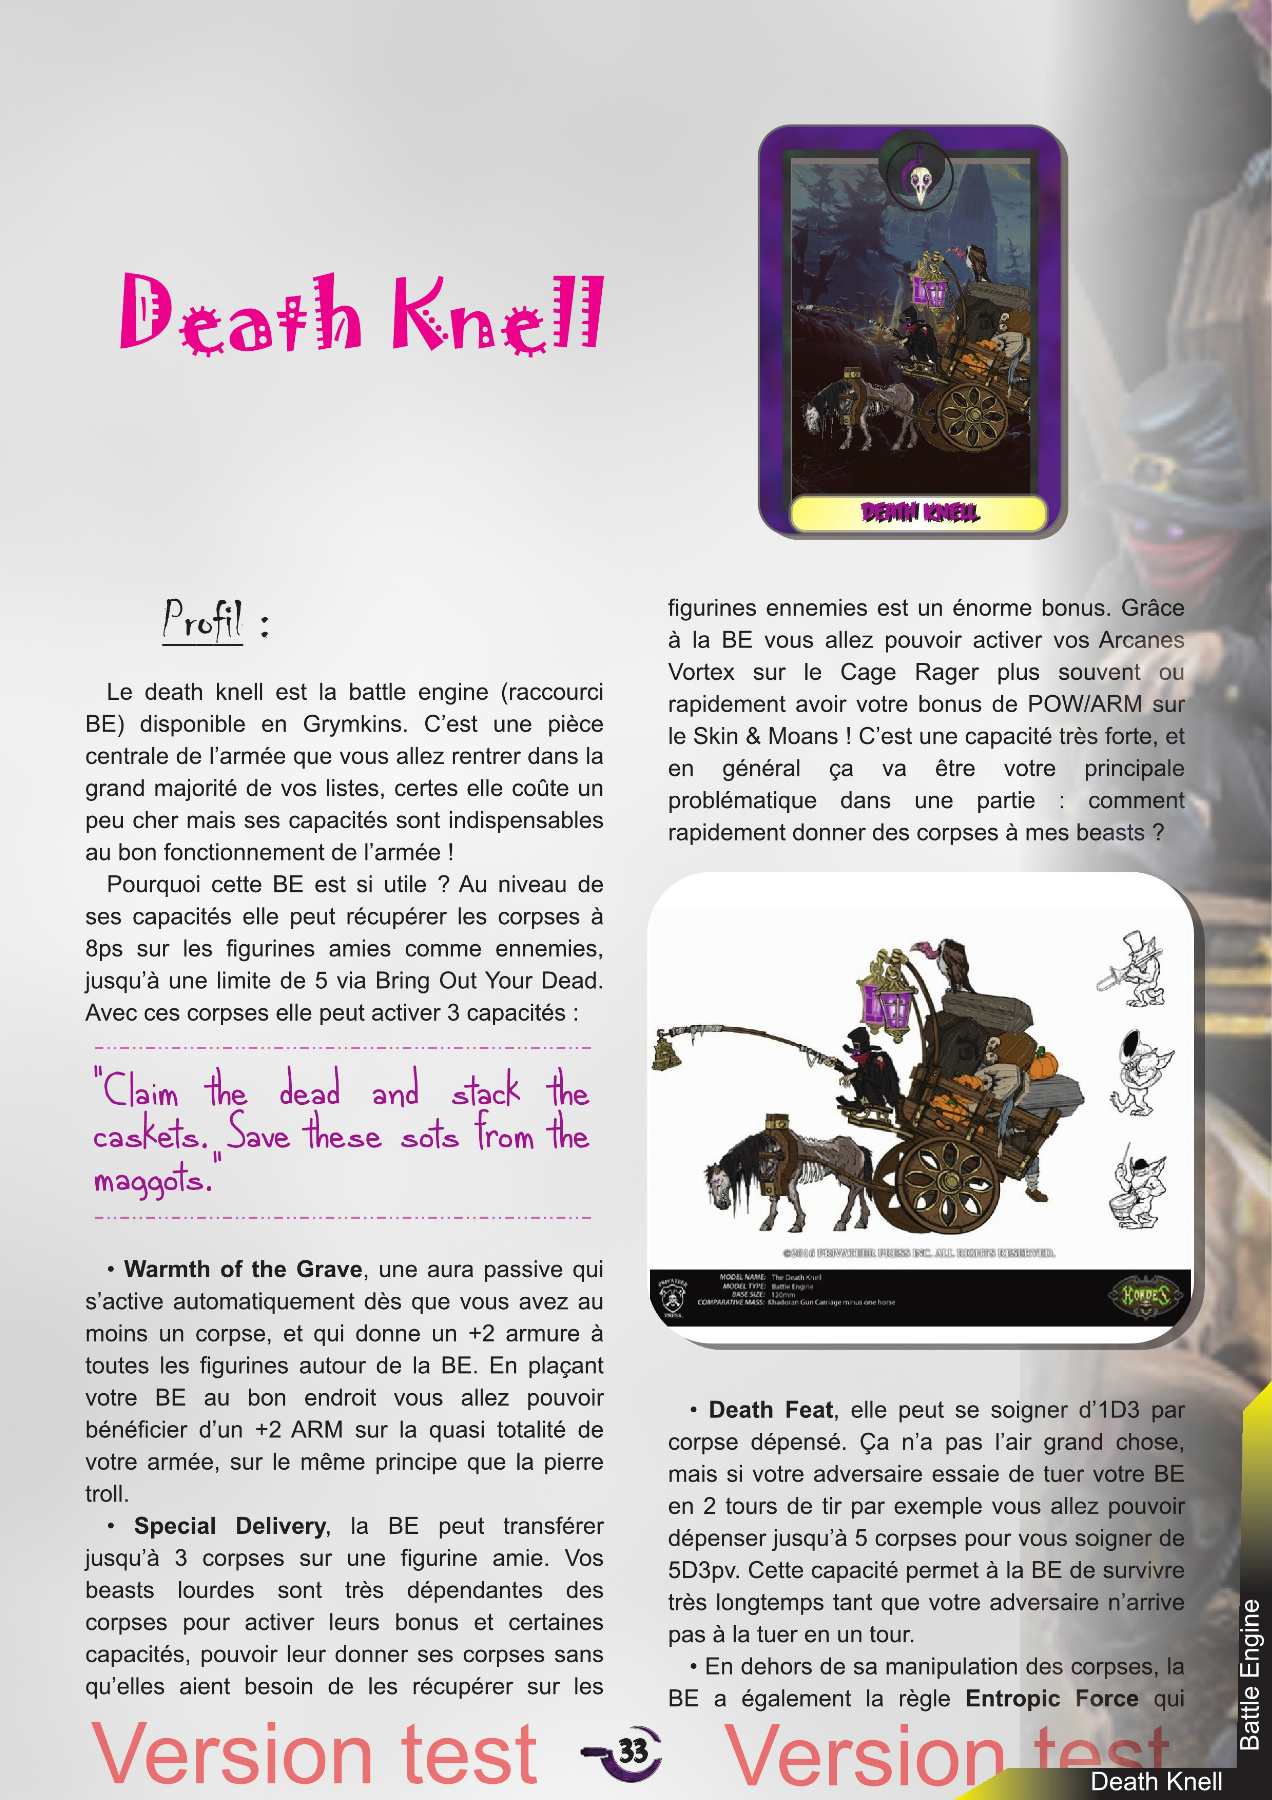 Death Knell
DEATH KNELL
Profil :
Le death knell est la battle engine (raccourci
BE) disponible en Grymkins. C'est une pièce
centrale de l'armée que vous allez rentrer dans la
grand majorité de vos listes, certes elle coûte un
peu cher mais ses capacités sont indispensables
au bon fonctionnement de l'armée !
Pourquoi cette BE est si utile ? Au niveau de
ses capacités elle peut récupérer les corpses à
8ps sur les figurines amies comme ennemies,
jusqu'à une limite de 5 via Bring Out Your Dead.
Avec ces corpses elle peut activer 3 capacités :
"Claim the dead and stack the
caskets. Save these sots from the
maggots."
• Warmth of the Grave, une aura passive qui
s'active automatiquement dès que vous avez au
moins un corpse, et qui donne un +2 armure à
toutes les figurines autour de la BE. En plaçant
votre BE au bon endroit vous allez pouvoir
bénéficier d'un +2 ARM sur la quasi totalité de
votre armée, sur le même principe que la pierre
troll.
• Special Delivery, la BE peut transférer
jusqu'à 3 corpses sur une figurine amie. Vos
beasts lourdes sont très dépendantes des
corpses pour activer leurs bonus et certaines
capacités, pouvoir leur donner ses corpses sans
qu'elles aient besoin de les récupérer sur les
figurines ennemies est un énorme bonus. Grâce
à la BE vous allez pouvoir activer vos Arcanes
Vortex sur le Cage Rager plus souvent ou
rapidement avoir votre bonus de POW/ARM sur
le Skin & Moans ! C'est une capacité très forte, et
en général ça va être votre principale
problématique dans une partie : comment
rapidement donner des corpses à mes beasts ?
©2016 PRIVATEER PRESS INC. ALL RIGHTS RESERVED.
PRIVATEER
PRESS
MODEL NAME: The Death Knell
MODEL TYPE: Battle Engine
BASE SIZE: 120mm
COMPARATIVE MASS: Khadoran Gun Carriage minus one horse
HORDES
• Death Feat, elle peut se soigner d'1D3 par
corpse dépensé. Ça n'a pas l'air grand chose,
mais si votre adversaire essaie de tuer votre BE
en 2 tours de tir par exemple vous allez pouvoir
dépenser jusqu'à 5 corpses pour vous soigner de
5D3pv. Cette capacité permet à la BE de survivre
très longtemps tant que votre adversaire n'arrive
pas à la tuer en un tour.
• En dehors de sa manipulation des corpses, la
BE a également la règle Entropic Force qui
Version test
33
Version test
Battle Engine
Death Knell